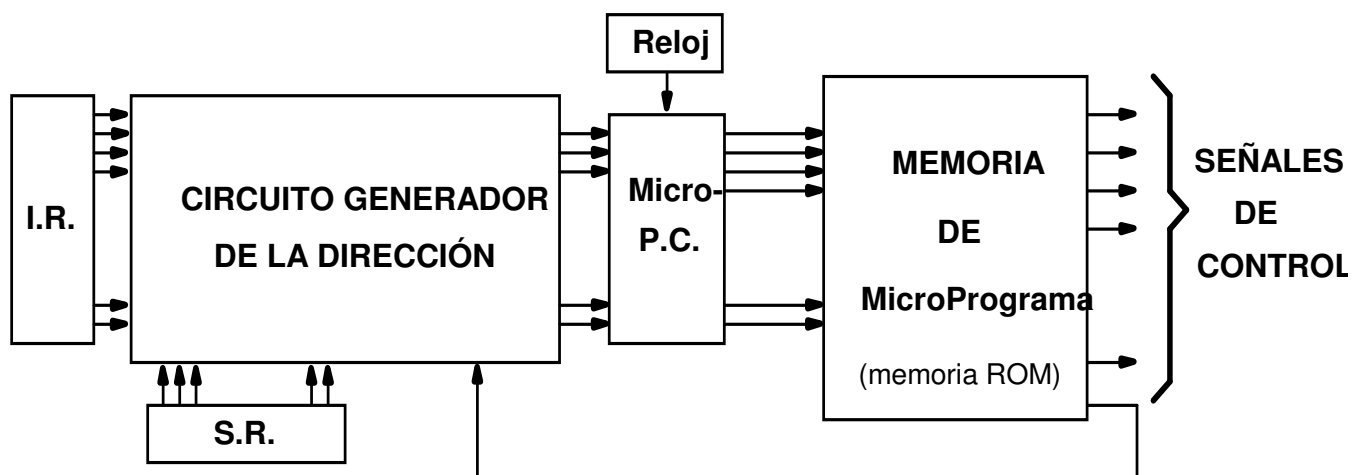 Reloj
I.R.
CIRCUITO GENERADOR
DE LA DIRECCIÓN
Micro-
P.C.
MEMORIA
DE
MicroPrograma
(memoria ROM)
SEÑALES
DE
CONTROL
S.R.